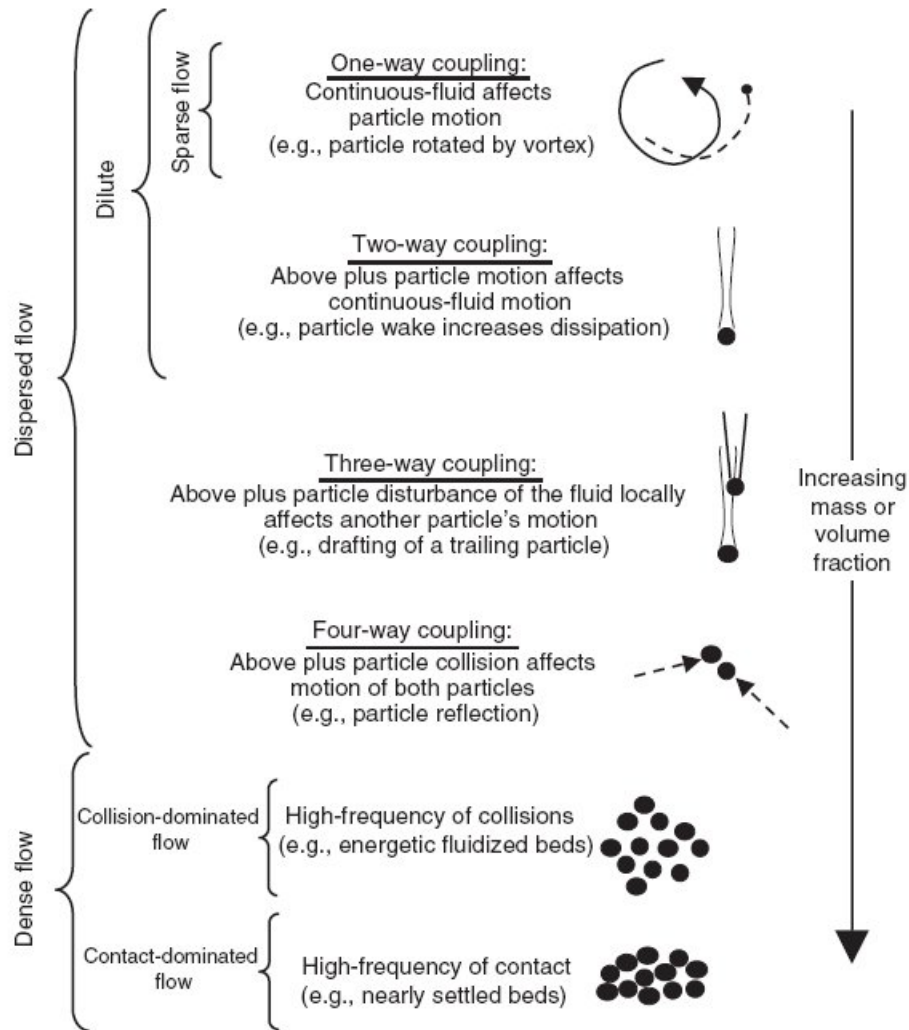 One-way coupling:
Continuous-fluid affects
particle motion
(e.g., particle rotated by vortex)
Sparse flow
Dilute
Two-way coupling:
Above plus particle motion affects
continuous-fluid motion
(e.g., particle wake increases dissipation)
Dispersed flow
Three-way coupling:
Above plus particle disturbance of the fluid locally
affects another particle's motion
(e.g., drafting of a trailing particle)
Increasing
mass or
volume
fraction
Four-way coupling:
Above plus particle collision affects
motion of both particles
(e.g., particle reflection)
Dense flow
Collision-dominated
flow
High-frequency of collisions
(e.g., energetic fluidized beds)
Contact-dominated
flow
High-frequency of contact
(e.g., nearly settled beds)